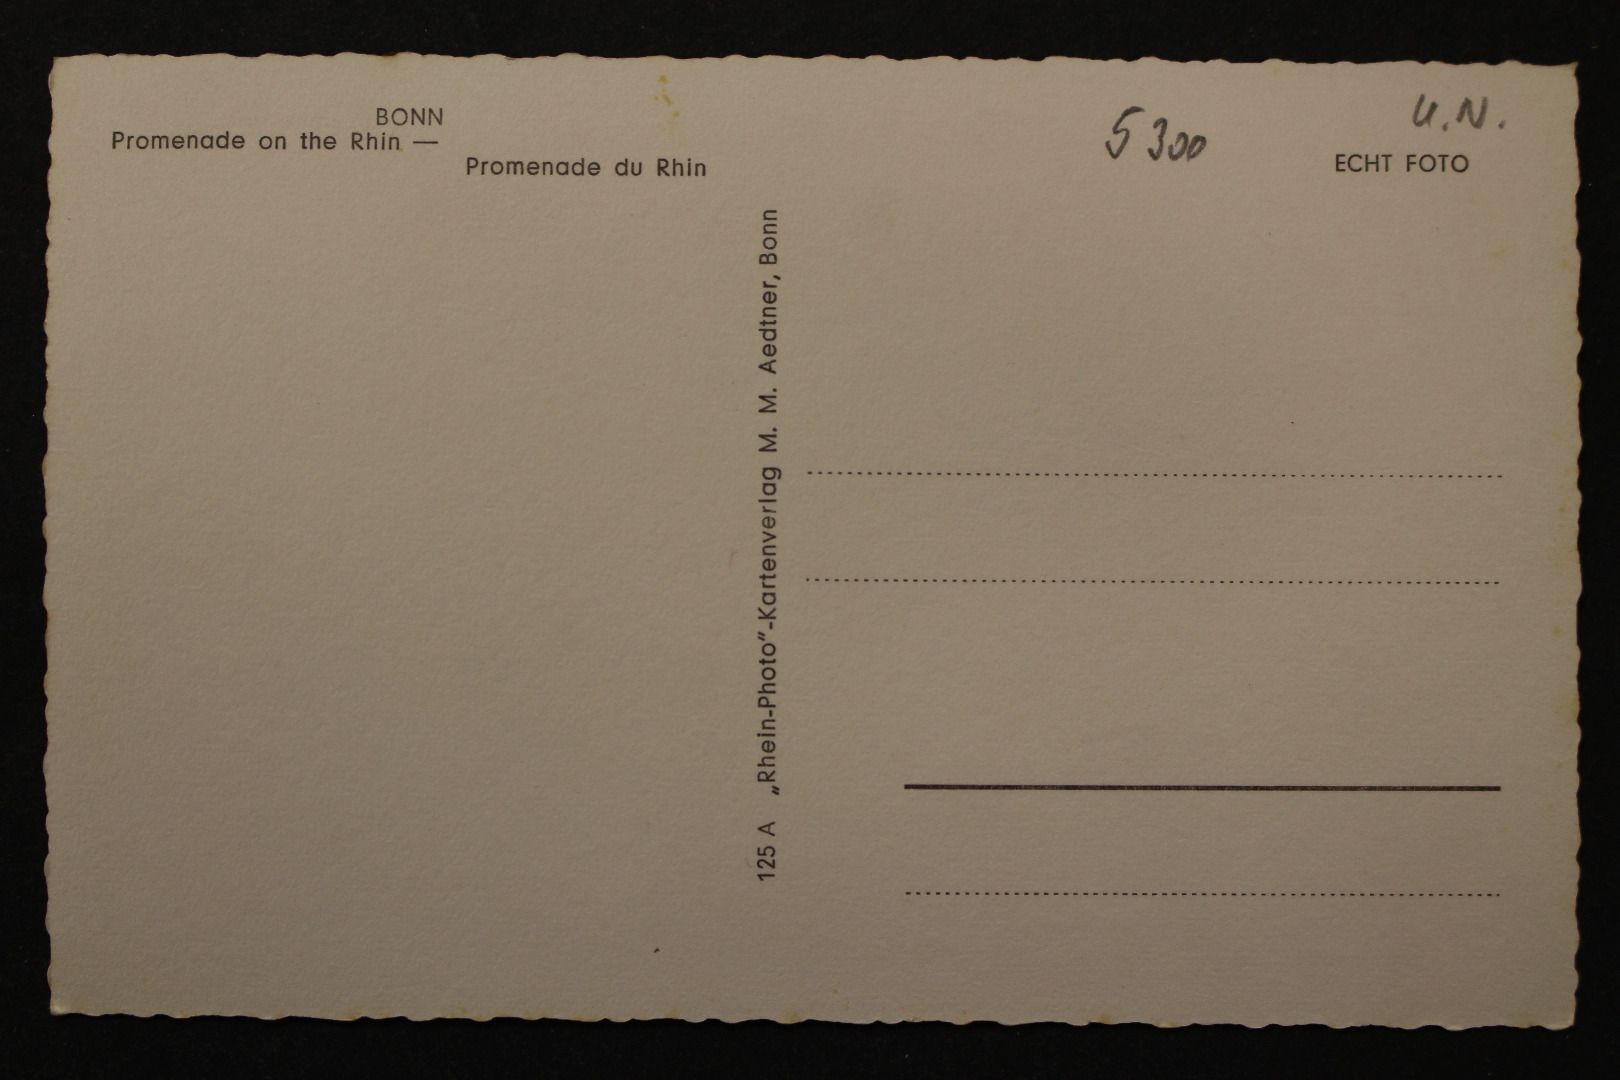 BONN
Promenade on the Rhin —
Promenade du Rhin
5300
U.N.
ECHT FOTO
125 A „Rhein-Photo"-Kartenverlag M. M. Aedtner, Bonn